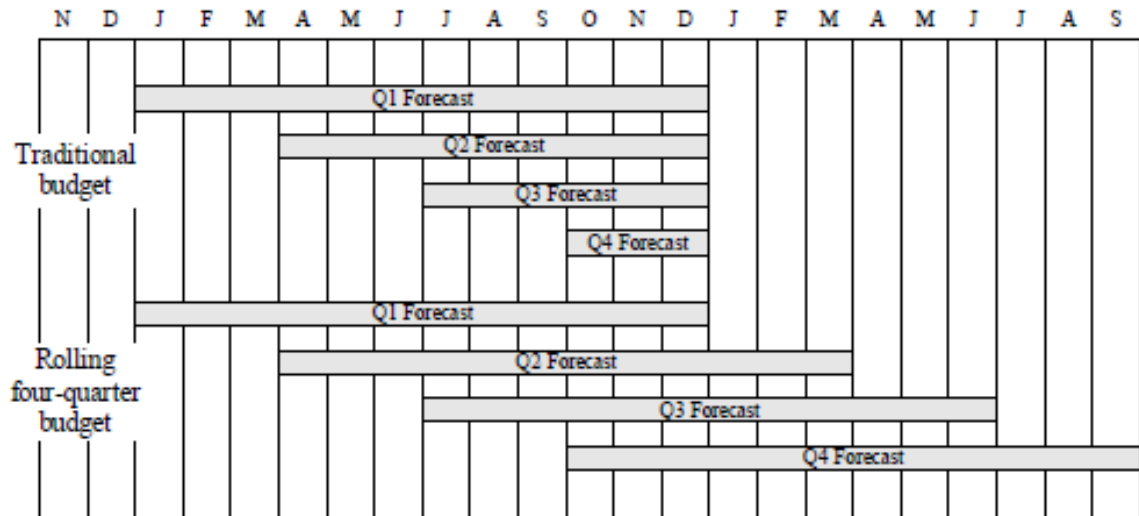 N D J F M A M J J A S O N D J F M A M J J A S
Q1 Forecast
Q2 Forecast
Traditional
budget
Q3 Forecast
Q4 Forecast
Q1 Forecast
Rolling
four-quarter
budget
Q2 Forecast
Q3 Forecast
Q4 Forecast